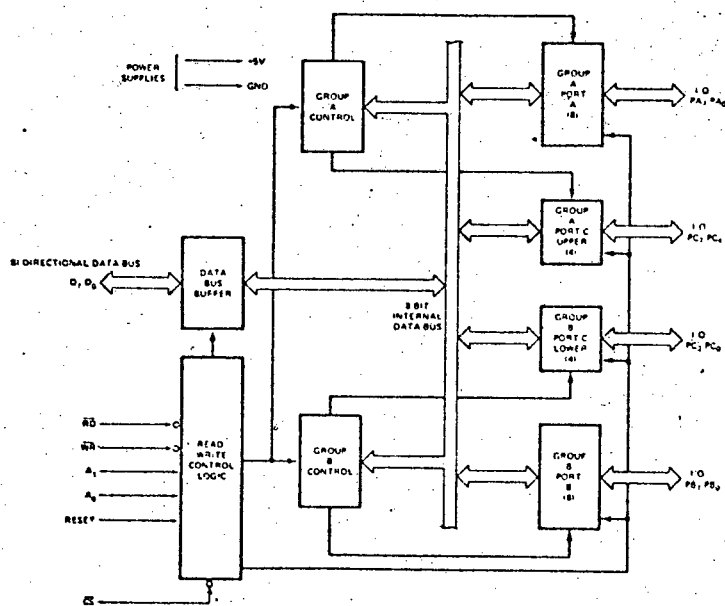 POWER
SUPPLIES
+5V
GND
GROUP
A
CONTROL
GROUP
A
PORT
A
(8)
I/O
PA7 PA0
GROUP
A
PORT C
UPPER
(4)
I/O
PC7 PC4
BI DIRECTIONAL DATA BUS
D7 D0
DATA
BUS
BUFFER
8 BIT
INTERNAL
DATA BUS
GROUP
B
PORT C
LOWER
(4)
I/O
PC3 PC0
RD
WR
A1
A0
RESET
CS
READ
WRITE
CONTROL
LOGIC
GROUP
B
CONTROL
GROUP
B
PORT
B
(8)
I/O
PB7 PB0